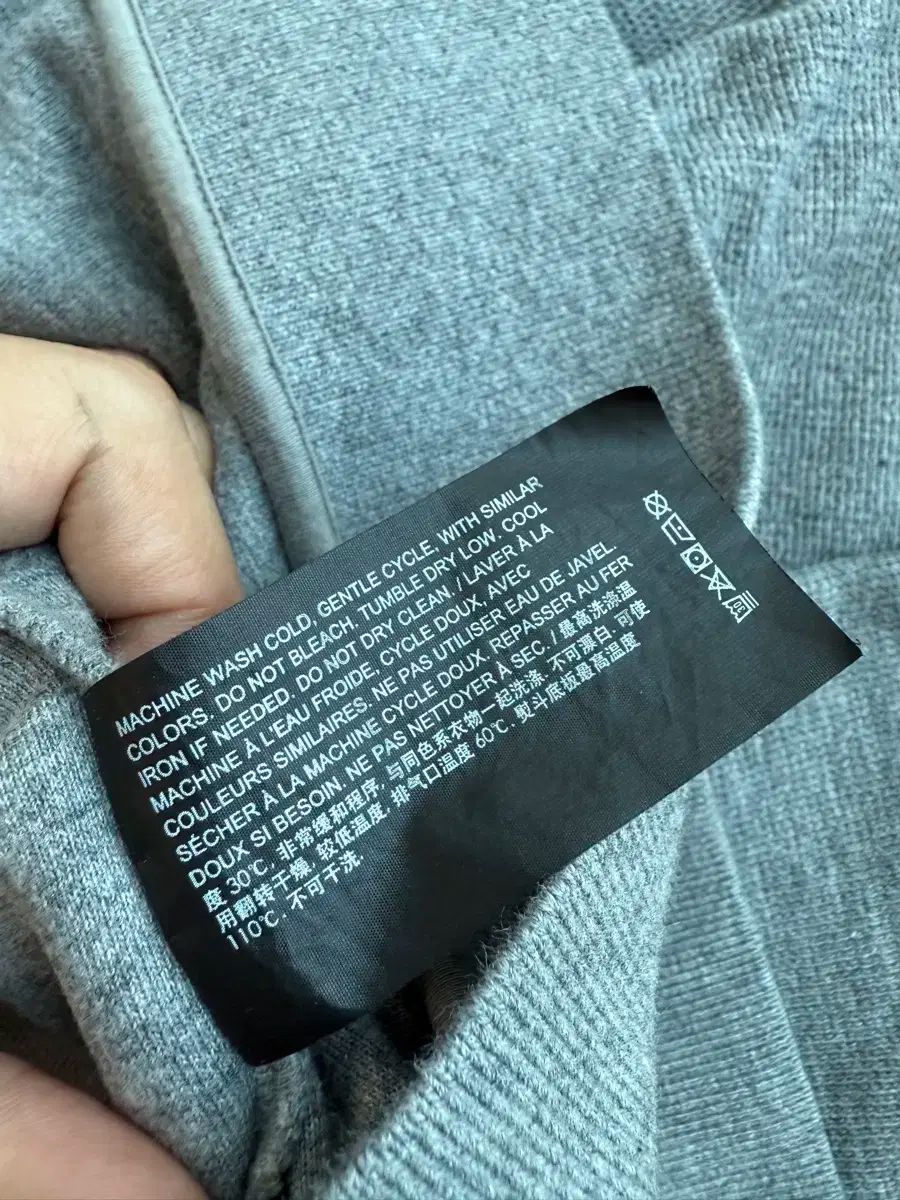 MACHINE WASH COLD, GENTLE CYCLE, WITH SIMILAR
COLORS. DO NOT BLEACH. TUMBLE DRY LOW. COOL
IRON IF NEEDED. DO NOT DRY CLEAN. / LAVER À LA
MACHINE À L'EAU FROIDE, CYCLE DOUX, AVEC
COULEURS SIMILAIRES. NE PAS UTILISER EAU DE JAVEL.
SÉCHER À LA MACHINE CYCLE DOUX. REPASSER AU FER
DOUX SI BESOIN. NE PAS NETTOYER À SEC. / 最高洗涤温
度 30℃, 非常缓和程序, 与同色系衣物一起洗涤. 不可漂白. 可使
用翻转干燥, 较低温度, 排气口温度 60℃. 熨斗底板最高温度
110℃. 不可干洗.